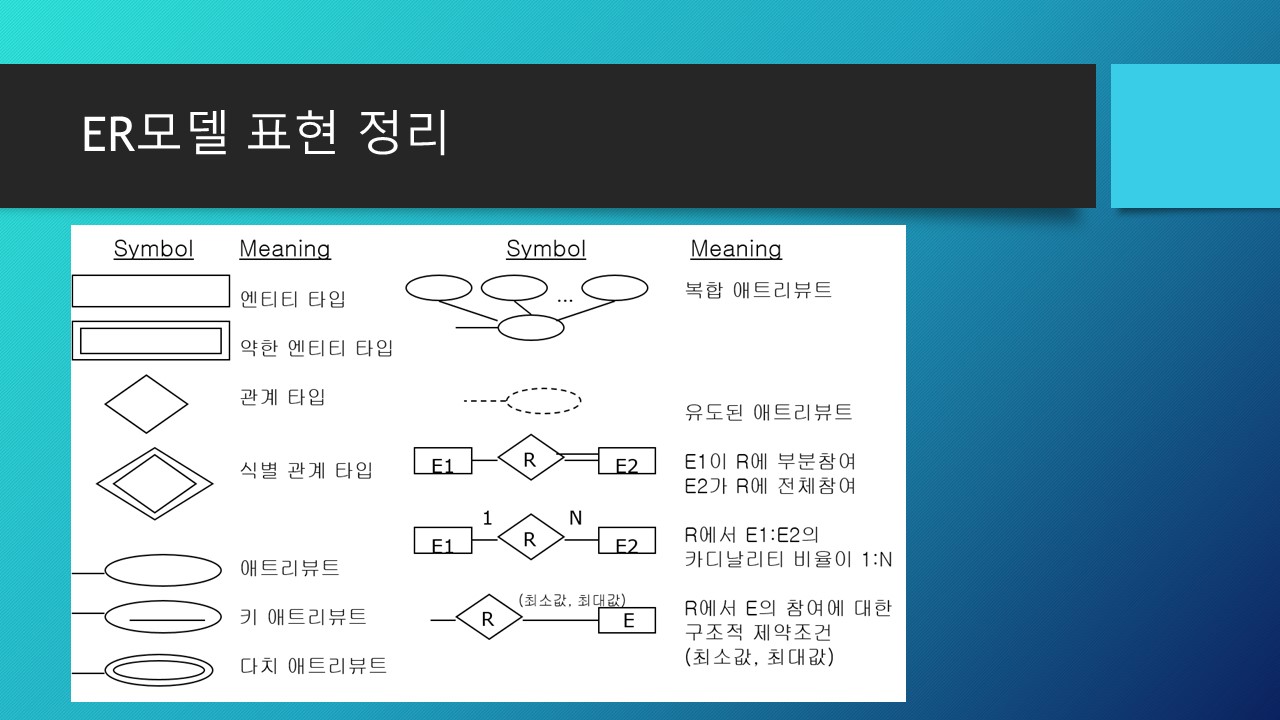 ER모델 표현 정리
Symbol Meaning
엔티티 타입
약한 엔티티 타입
관계 타입
식별 관계 타입
애트리뷰트
키 애트리뷰트
다치 애트리뷰트
Symbol Meaning
...
복합 애트리뷰트
유도된 애트리뷰트
E1 R E2
E1이 R에 부분참여
E2가 R에 전체참여
1 N
E1 R E2
R에서 E1:E2의
카디날리티 비율이 1:N
(최소값, 최대값)
R E
R에서 E의 참여에 대한
구조적 제약조건
(최소값, 최대값)